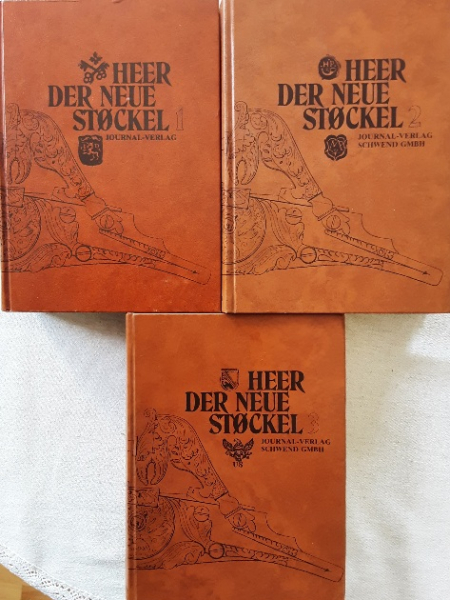 HEER
DER NEUE
STØCKEL 1
JOURNAL-VERLAG
HEER
DER NEUE
STØCKEL 2
JOURNAL-VERLAG
SCHWEND GMBH
HEER
DER NEUE
STØCKEL 3
JOURNAL-VERLAG
SCHWEND GMBH
US